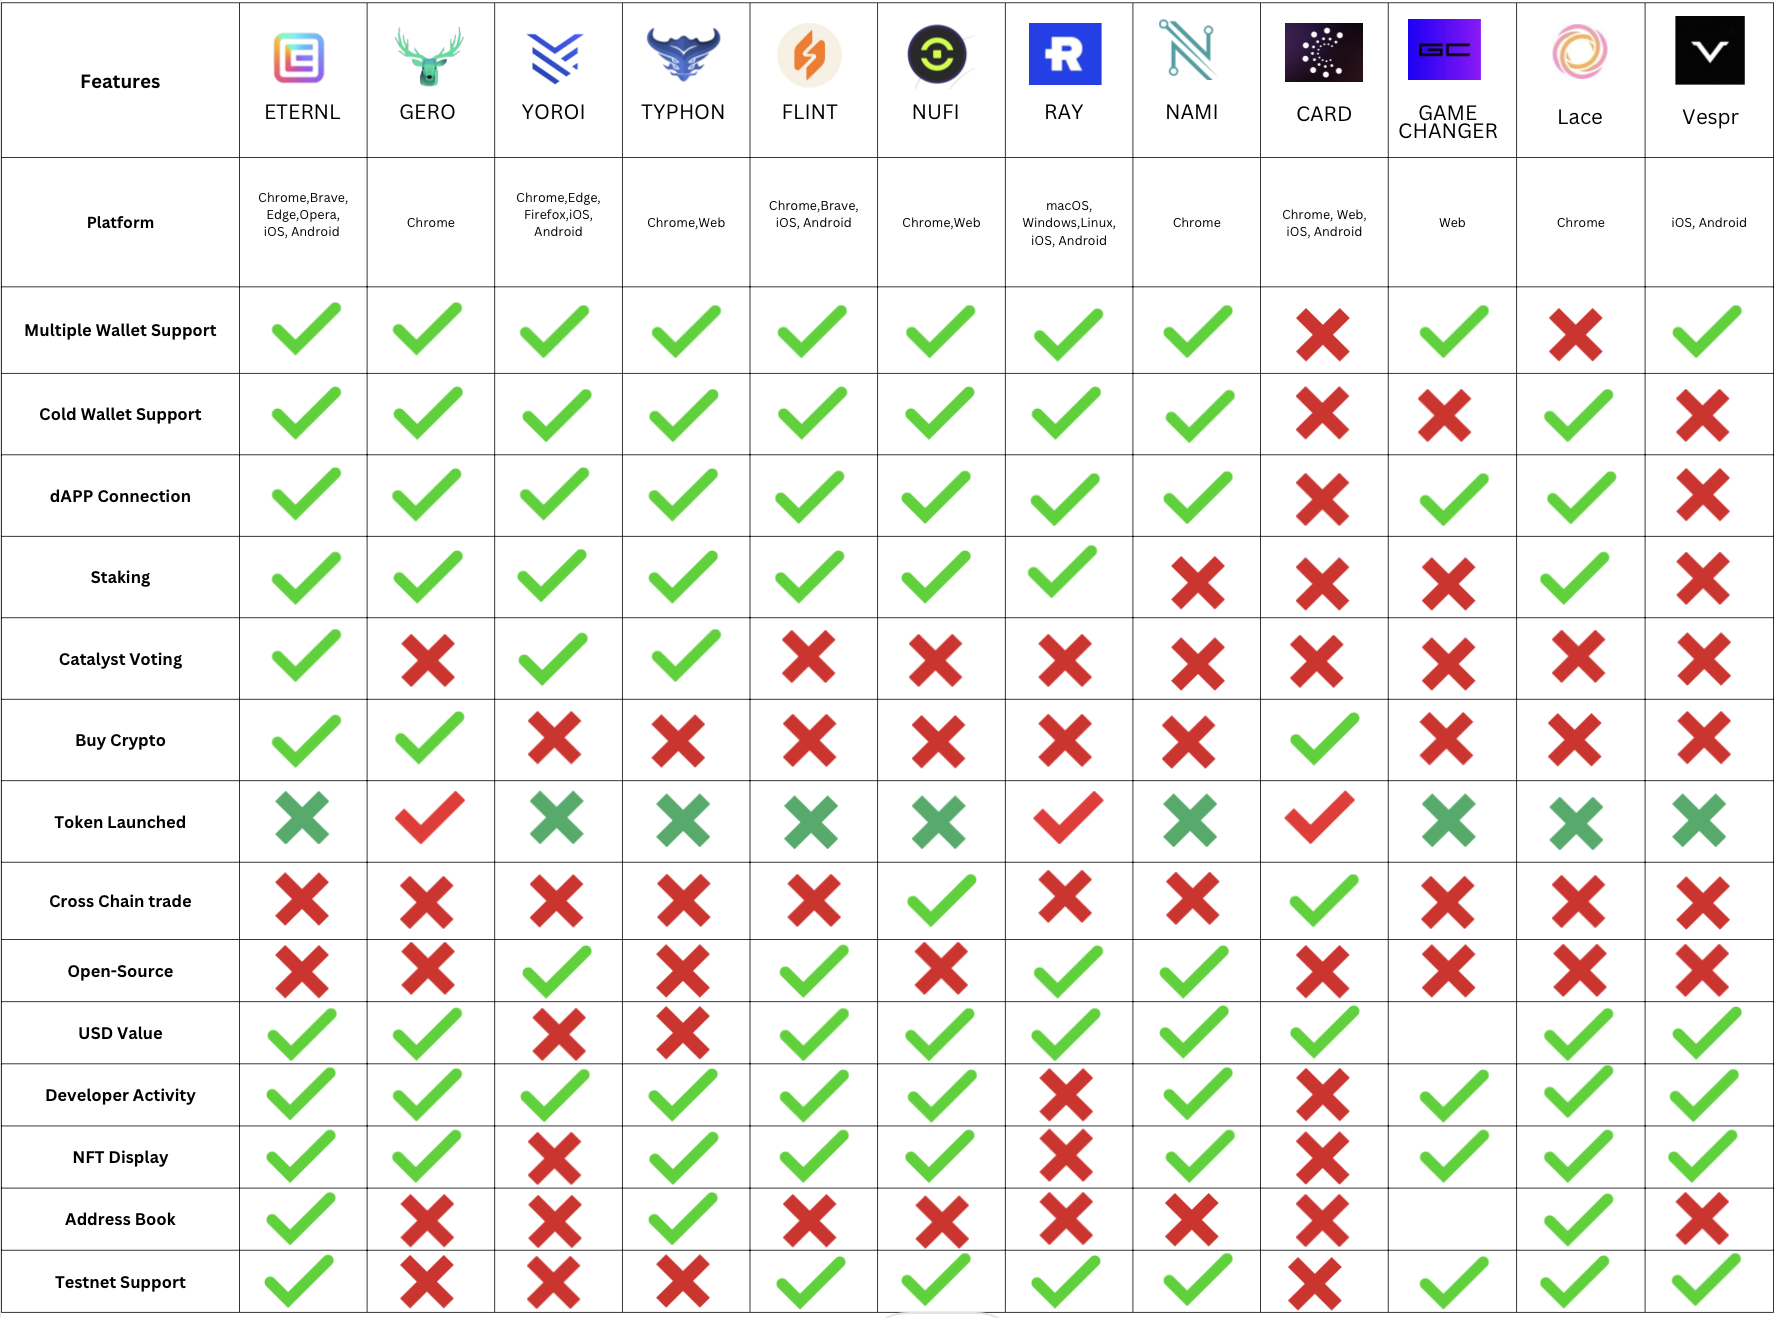 Features
ETERNL
GERO
YOROI
TYPHON
FLINT
NUFI
RAY
NAMI
CARD
GC
GAME
CHANGER
Lace
Vespr
Platform
Chrome,Brave,
Edge,Opera,
iOS, Android
Chrome
Chrome,Edge,
Firefox,iOS,
Android
Chrome,Web
Chrome,Brave,
iOS, Android
Chrome,Web
macOS,
Windows,Linux,
iOS, Android
Chrome
Chrome, Web,
iOS, Android
Web
Chrome
iOS, Android
Multiple Wallet Support
Cold Wallet Support
dAPP Connection
Staking
Catalyst Voting
Buy Crypto
Token Launched
Cross Chain trade
Open-Source
USD Value
Developer Activity
NFT Display
Address Book
Testnet Support